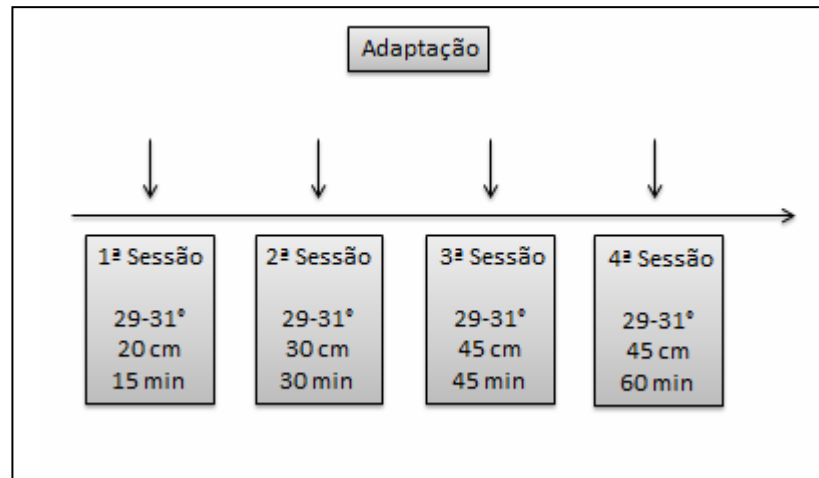 Adaptação
1ª Sessão
29-31°
20 cm
15 min
2ª Sessão
29-31°
30 cm
30 min
3ª Sessão
29-31°
45 cm
45 min
4ª Sessão
29-31°
45 cm
60 min